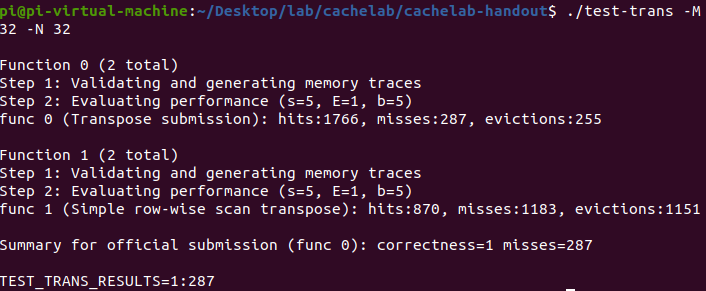 pi@pi-virtual-machine:~/Desktop/lab/cachelab/cachelab-handout$ ./test-trans -M
32 -N 32
Function 0 (2 total)
Step 1: Validating and generating memory traces
Step 2: Evaluating performance (s=5, E=1, b=5)
func 0 (Transpose submission): hits:1766, misses:287, evictions:255
Function 1 (2 total)
Step 1: Validating and generating memory traces
Step 2: Evaluating performance (s=5, E=1, b=5)
func 1 (Simple row-wise scan transpose): hits:870, misses:1183, evictions:1151
Summary for official submission (func 0): correctness=1 misses=287
TEST_TRANS_RESULTS=1:287